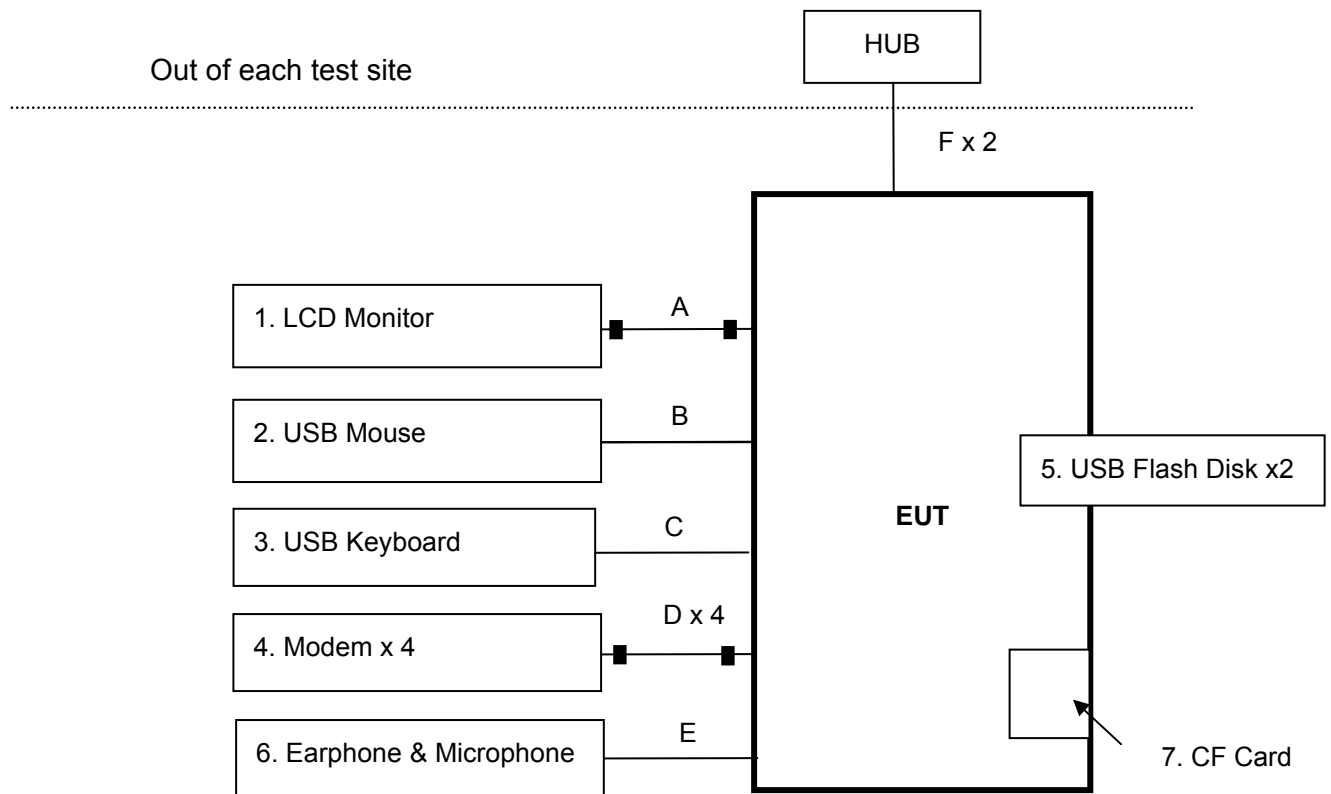 HUB
Out of each test site
F x 2
A
1. LCD Monitor
B
2. USB Mouse
5. USB Flash Disk x2
EUT
C
3. USB Keyboard
D x 4
4. Modem x 4
E
6. Earphone & Microphone
7. CF Card